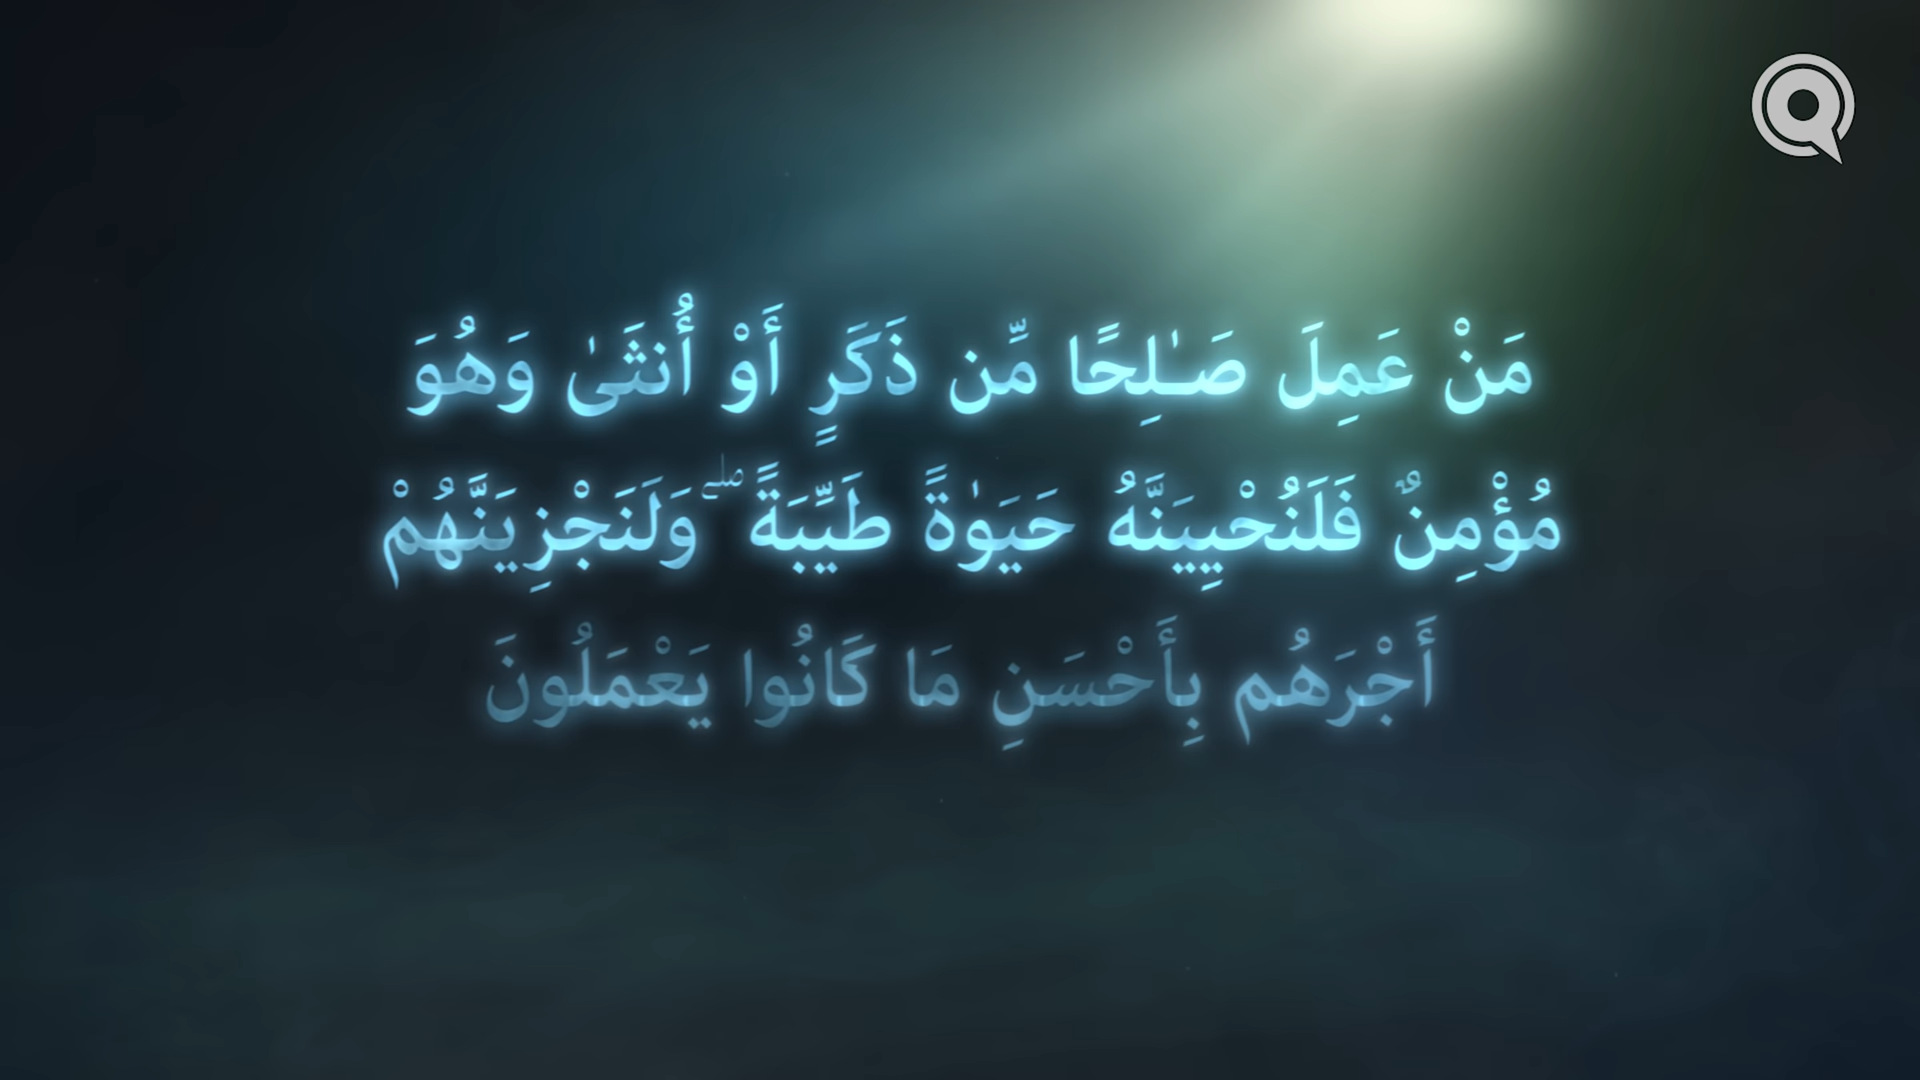 مَنْ عَمِلَ صَـٰلِحًا مِّن ذَكَرٍ أَوْ أُنثَىٰ وَهُوَ
مُؤْمِنٌ فَلَنُحْيِيَنَّهُ حَيَوٰةً طَيِّبَةً ۖ وَلَنَجْزِيَنَّهُمْ
أَجْرَهُم بِأَحْسَنِ مَا كَانُوا يَعْمَلُونَ